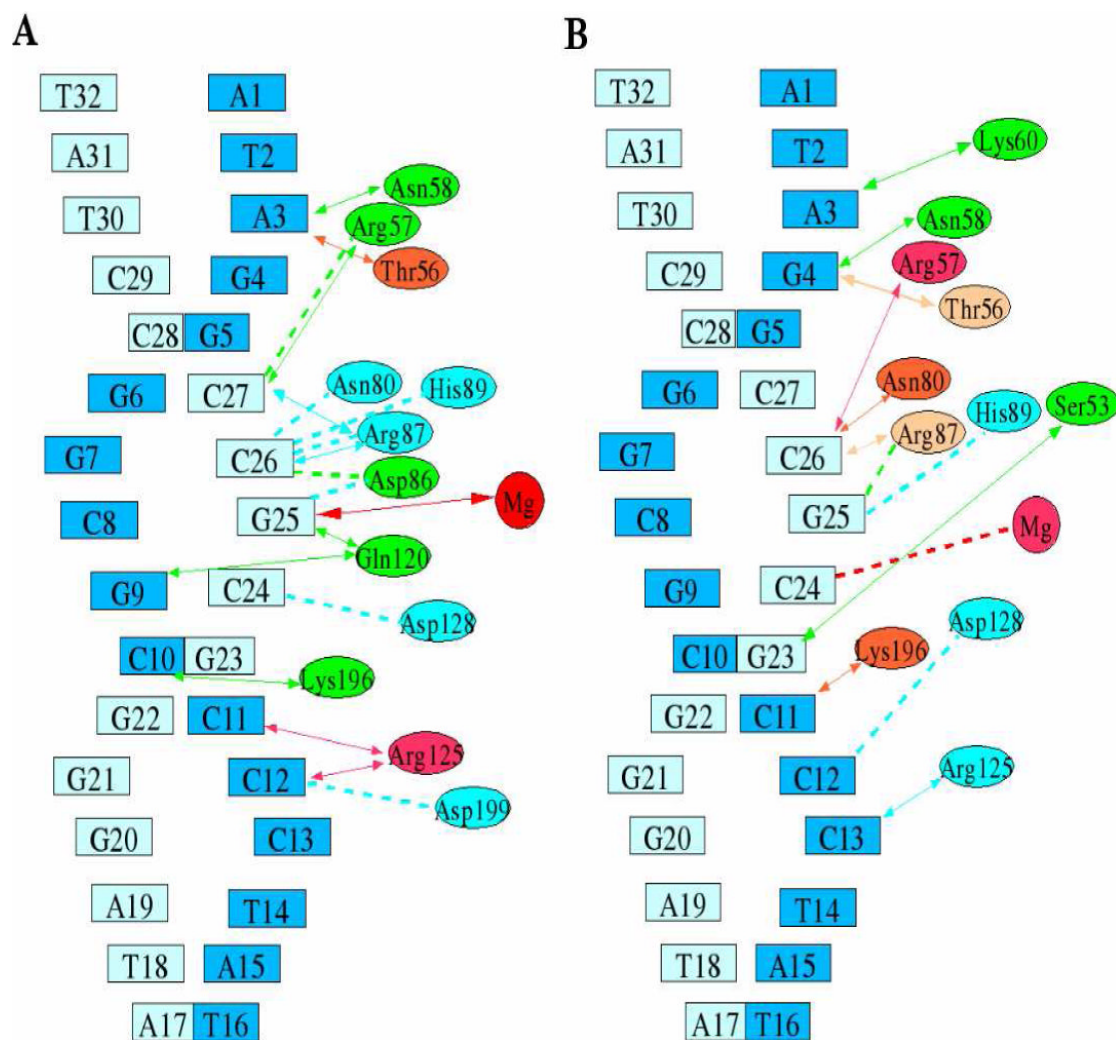 A
T32 A1
A31 T2
T30 A3 Asn58
Arg57
Thr56
C29 G4
C28 G5
G6 C27 Asn80 His89
Arg87
G7 C26
Asp86
C8 G25 Mg
Gln120
G9 C24
Asp128
C10 G23
Lys196
G22 C11
Arg125
G21 C12
Asp199
G20 C13
A19 T14
T18 A15
A17 T16
B
T32 A1
Lys60
A31 T2
T30 A3
Asn58
C29 G4 Arg57
Thr56
C28 G5
G6 C27 Asn80
His89 Ser53
Arg87
G7 C26
C8 G25 Mg
G9 C24
Asp128
C10 G23 Lys196
G22 C11
G21 C12 Arg125
G20 C13
A19 T14
T18 A15
A17 T16